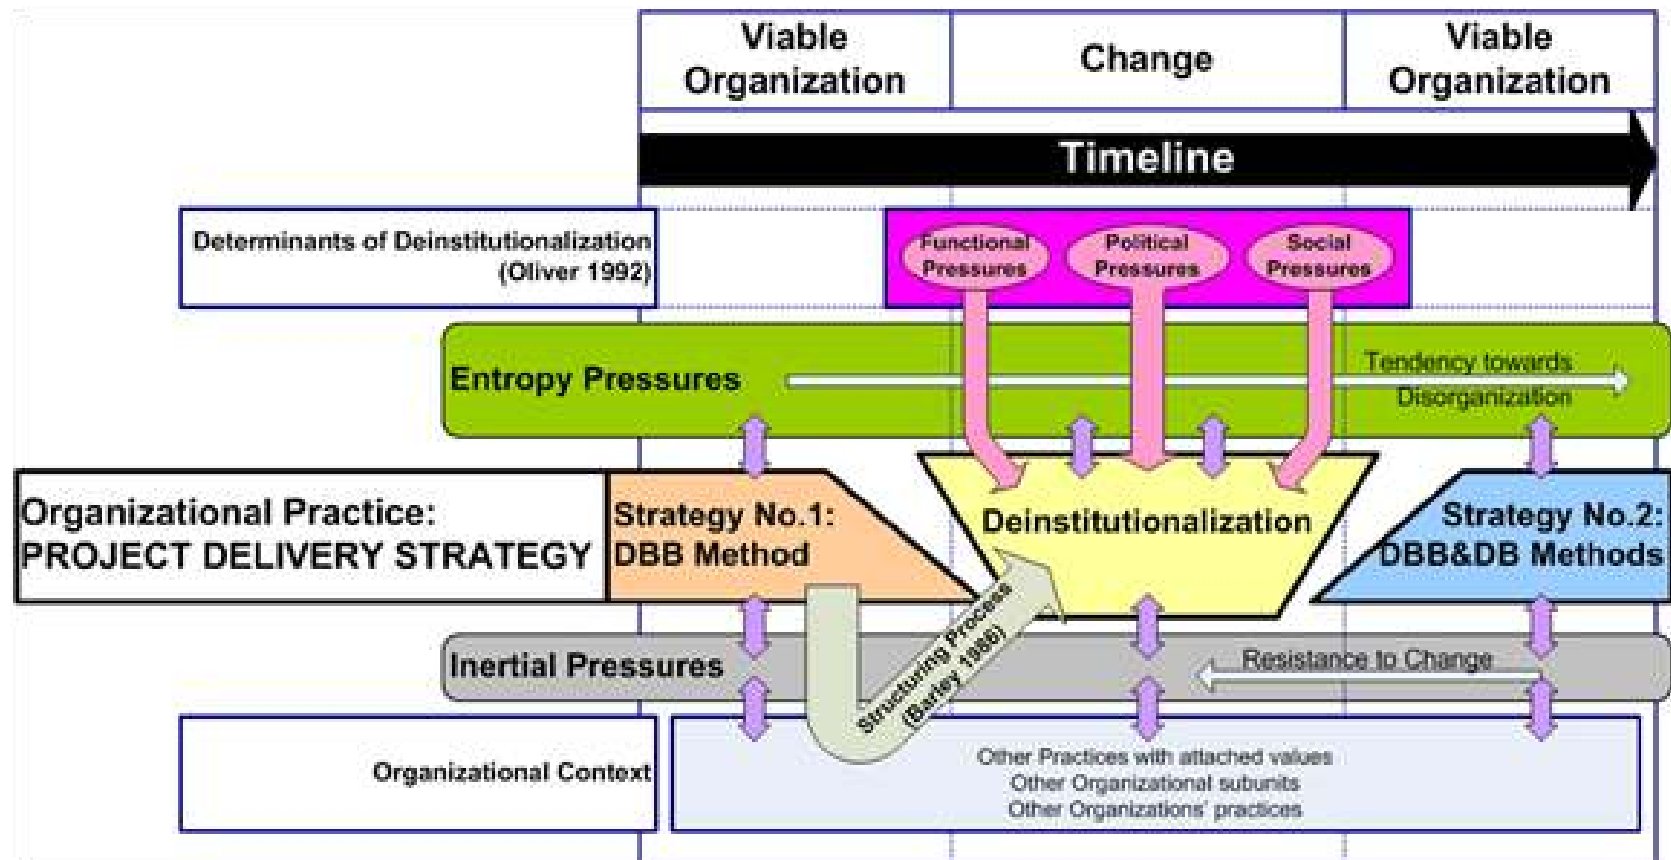 Viable
Organization
Change
Viable
Organization
Timeline
Determinants of Deinstitutionalization
(Oliver 1992)
Functional
Pressures
Political
Pressures
Social
Pressures
Entropy Pressures
Tendency towards
Disorganization
Organizational Practice:
PROJECT DELIVERY STRATEGY
Strategy No.1:
DBB Method
Deinstitutionalization
Strategy No.2:
DBB&DB Methods
Structuring Process
(Barley 1986)
Inertial Pressures
Resistance to Change
Organizational Context
Other Practices with attached values
Other Organizational subunits
Other Organizations' practices